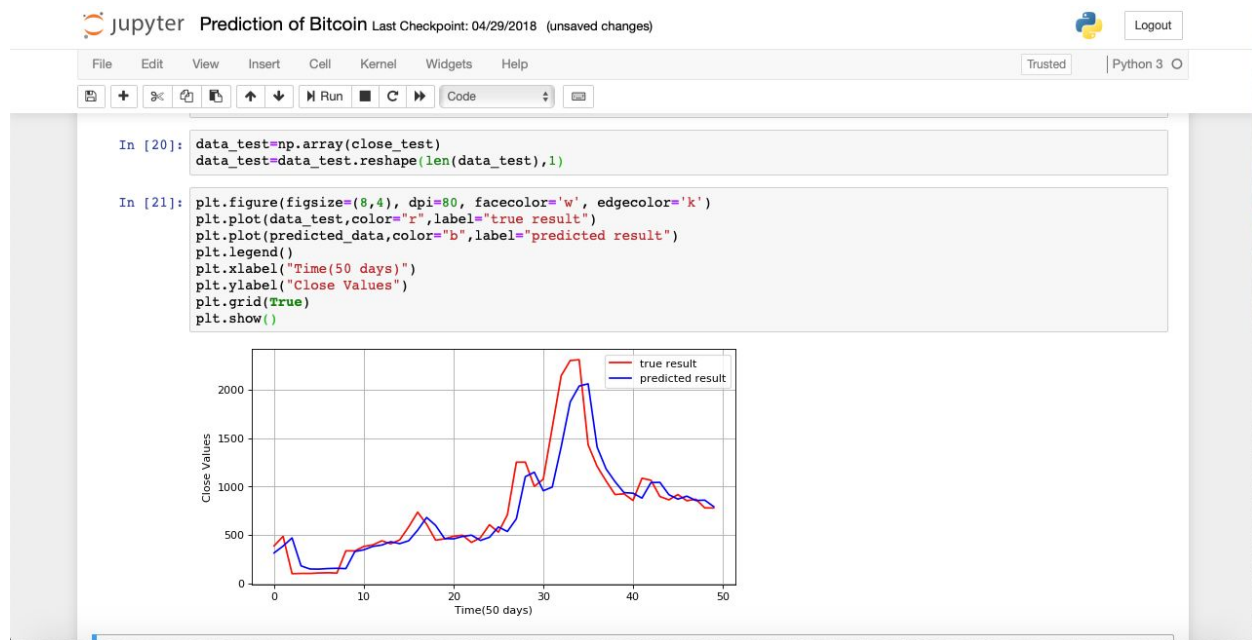 jupyter Prediction of Bitcoin Last Checkpoint: 04/29/2018 (unsaved changes) Logout
File Edit View Insert Cell Kernel Widgets Help Trusted Python 3
Run Code
In [20]: data_test=np.array(close_test)
data_test=data_test.reshape(len(data_test),1)
In [21]: plt.figure(figsize=(8,4), dpi=80, facecolor='w', edgecolor='k')
plt.plot(data_test,color="r",label="true result")
plt.plot(predicted_data,color="b",label="predicted result")
plt.legend()
plt.xlabel("Time(50 days)")
plt.ylabel("Close Values")
plt.grid(True)
plt.show()
true result
predicted result
2000
1500
1000
500
0
Close Values
0 10 20 30 40 50
Time(50 days)